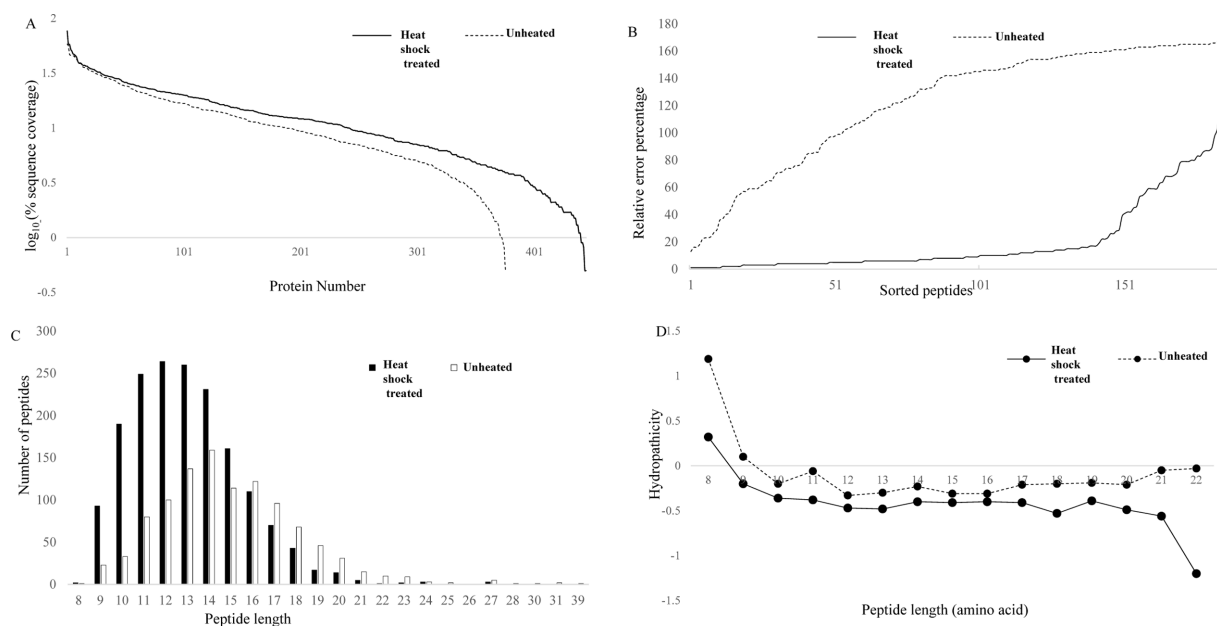 A
2
1.5
1
0.5
0
-0.5
log10 (% sequence coverage)
1
101
201
301
401
Protein Number
Heat
shock
treated
Unheated
B
180
160
140
120
100
80
60
40
20
0
Relative error percentage
1
51
101
151
Sorted peptides
Heat
shock
treated
Unheated
C
300
250
200
150
100
50
0
Number of peptides
8 9 10 11 12 13 14 15 16 17 18 19 20 21 22 23 24 25 26 27 28 30 31 39
Peptide length
Heat
shock
treated
Unheated
D
1.5
1
0.5
0
-0.5
-1
-1.5
Hydropathicity
8 9 10 11 12 13 14 15 16 17 18 19 20 21 22
Peptide length (amino acid)
Heat
shock
treated
Unheated